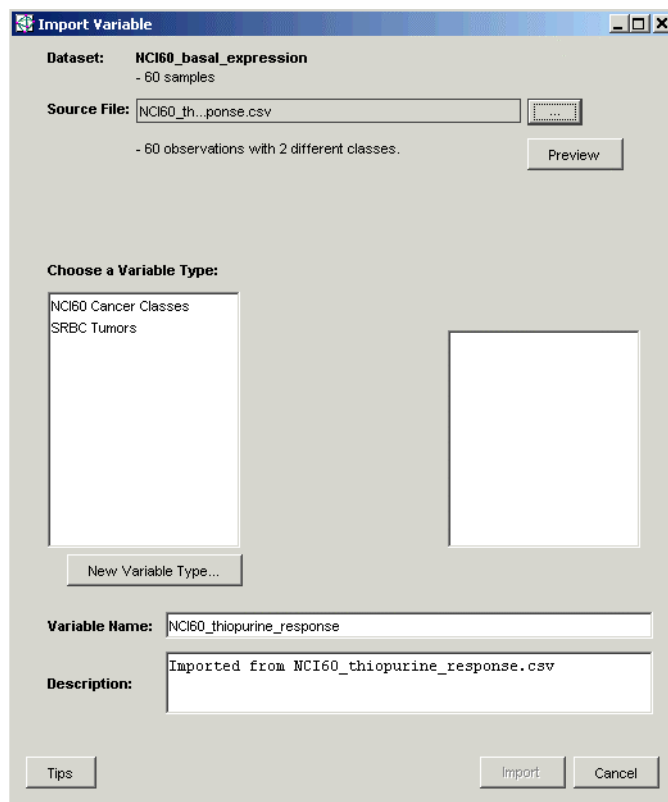 Import Variable
Dataset: NCI60_basal_expression
- 60 samples
Source File: NCI60_th...ponse.csv ...
- 60 observations with 2 different classes.
Preview
Choose a Variable Type:
NCI60 Cancer Classes
SRBC Tumors
New Variable Type...
Variable Name: NCI60_thiopurine_response
Imported from NCI60_thiopurine_response.csv
Description:
Tips Import Cancel